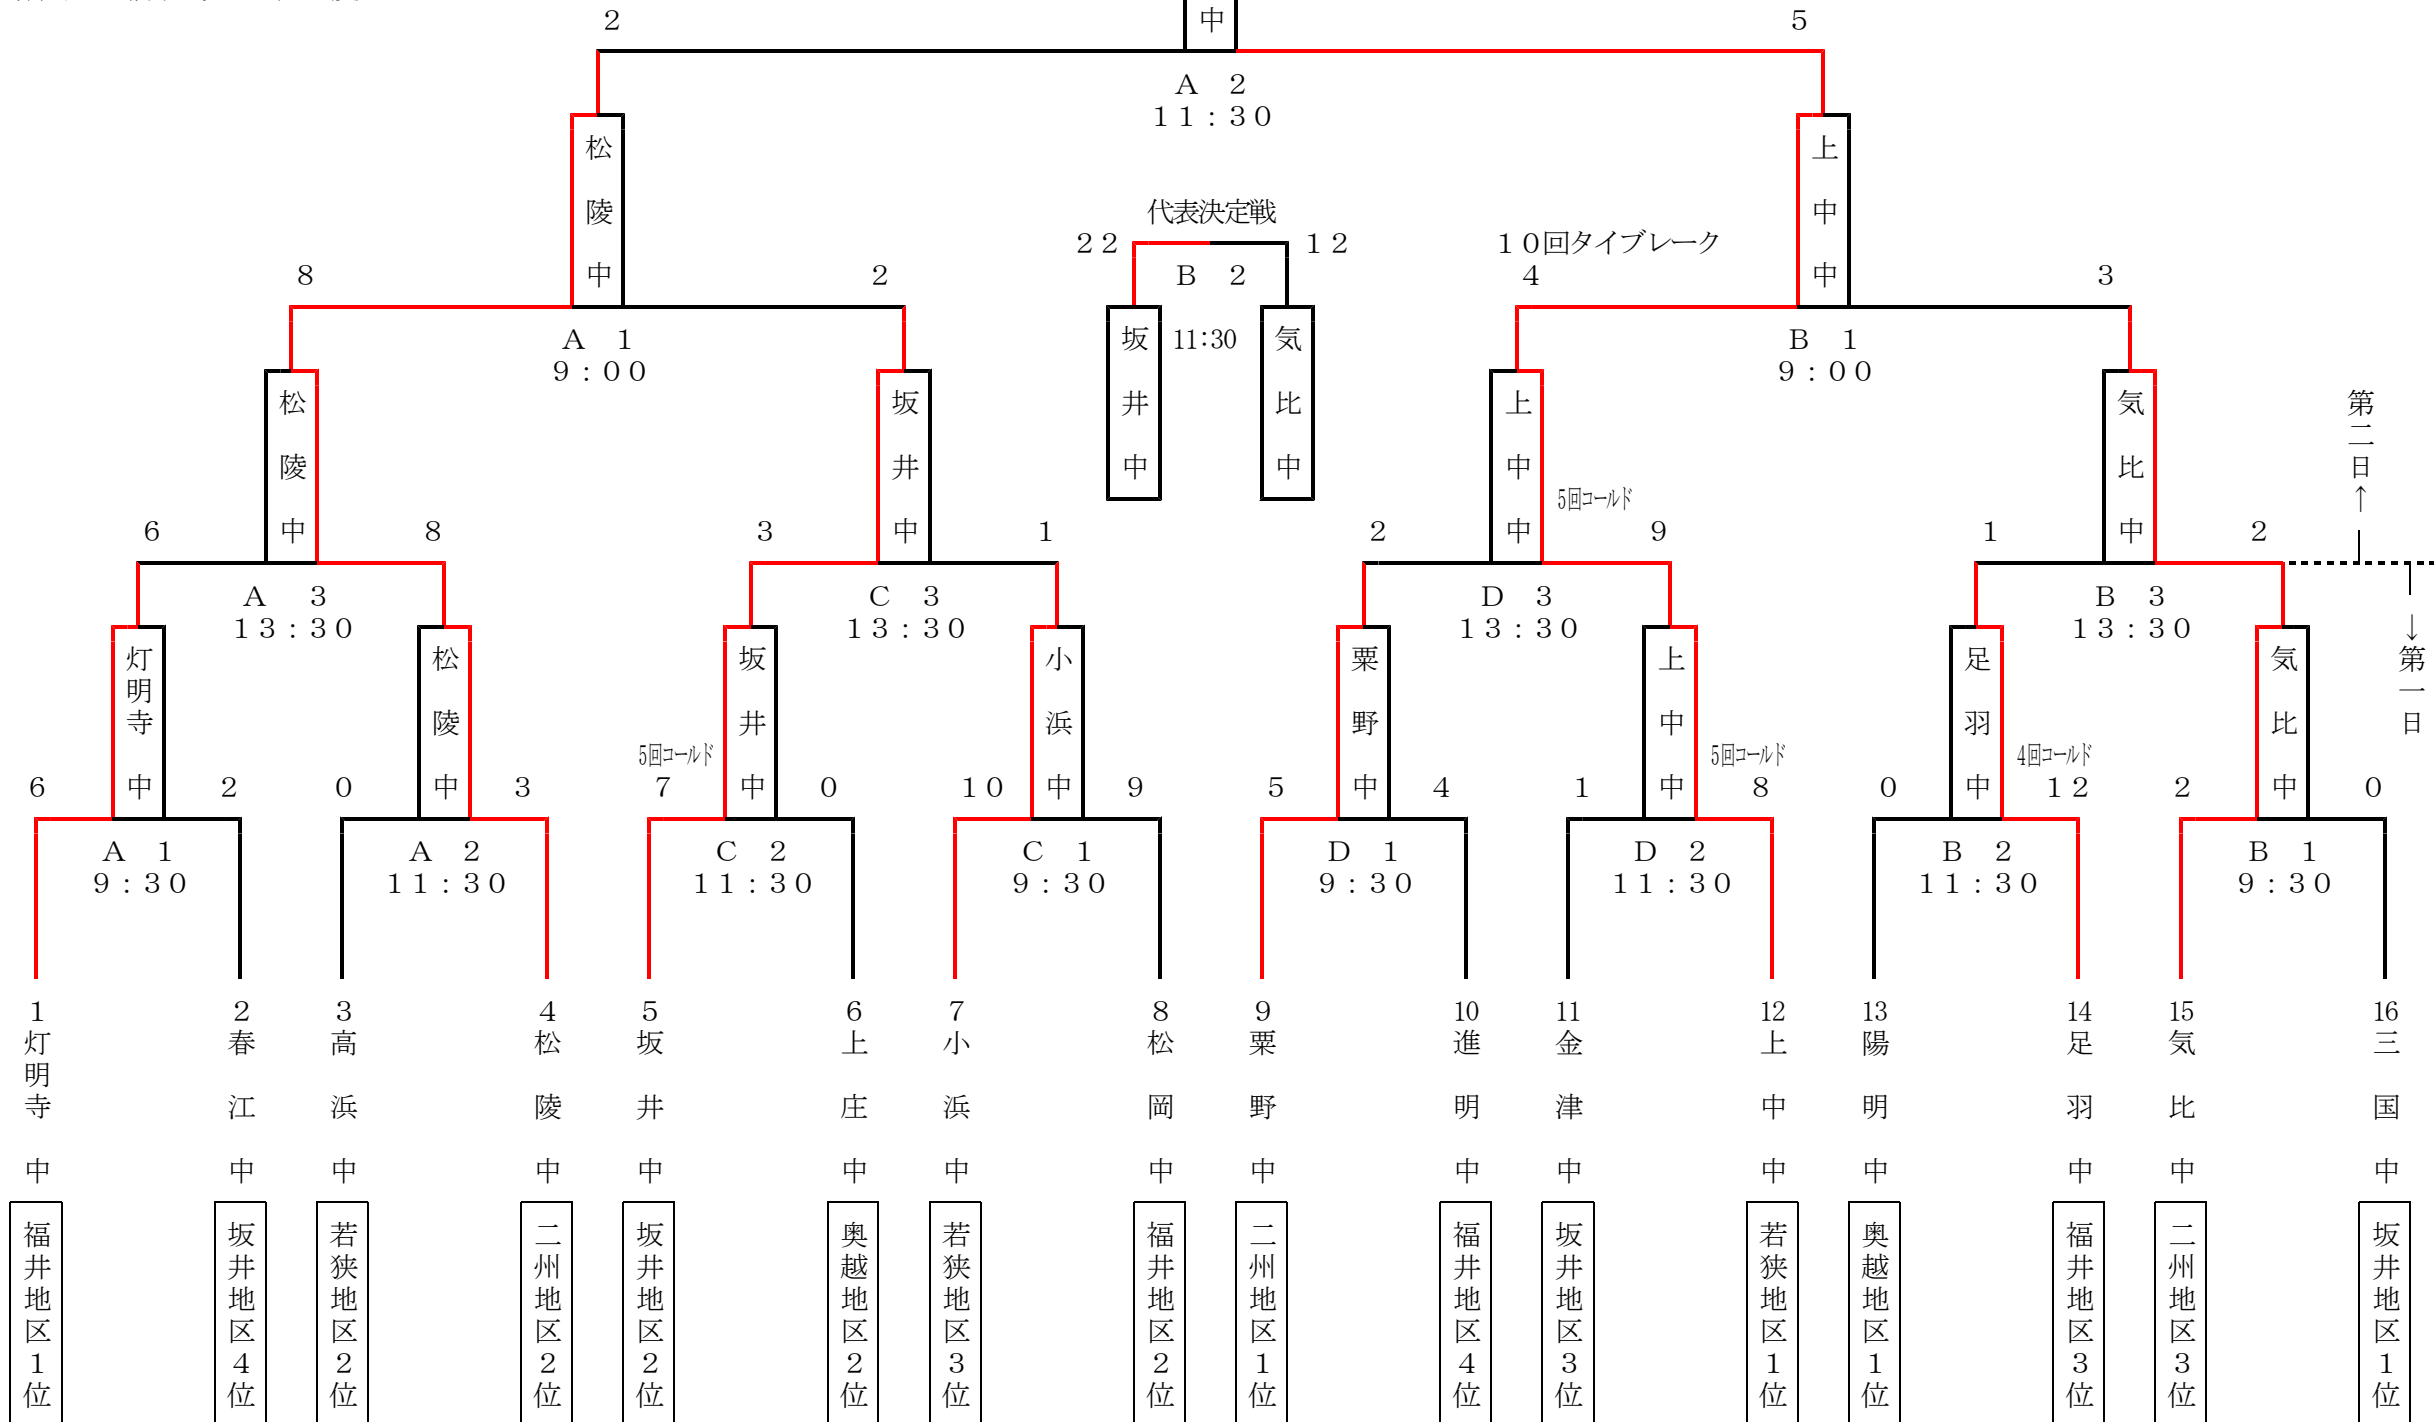 中
２ ５
Ａ ２
１１：３０
松陵中 上中中
代表決定戦
２２ １２ １０回タイブレーク
８ ２ Ｂ ２ ４ ３
坂井中 11:30 気比中
Ａ １ Ｂ １
９：００ ９：００
松陵中 坂井中 上中中 気比中
第二日↑
5回コールド
６ ８ ３ １ ２ ９ １ ２
Ａ ３ Ｃ ３ Ｄ ３ Ｂ ３
１３：３０ １３：３０ １３：３０ １３：３０
↓第一日
灯明寺中 松陵中 坂井中 小浜中 粟野中 上中中 足羽中 気比中
5回コールド 5回コールド 4回コールド
６ ２ ０ ３ ７ ０ １０ ９ ５ ４ １ ８ ０ １２ ２ ０
Ａ １ Ａ ２ Ｃ ２ Ｃ １ Ｄ １ Ｄ ２ Ｂ ２ Ｂ １
９：３０ １１：３０ １１：３０ ９：３０ ９：３０ １１：３０ １１：３０ ９：３０
１ ２ ３ ４ ５ ６ ７ ８ ９ 10 11 12 13 14 15 16
灯明寺中 春江中 高浜中 松陵中 坂井中 上庄中 小浜中 松岡中 粟野中 進明中 金津中 上中中 陽明中 足羽中 気比中 三国中
福井地区１位 坂井地区４位 若狭地区２位 二州地区２位 坂井地区２位 奥越地区２位 若狭地区３位 福井地区２位 二州地区１位 福井地区４位 坂井地区３位 若狭地区１位 奥越地区１位 福井地区３位 二州地区３位 坂井地区１位